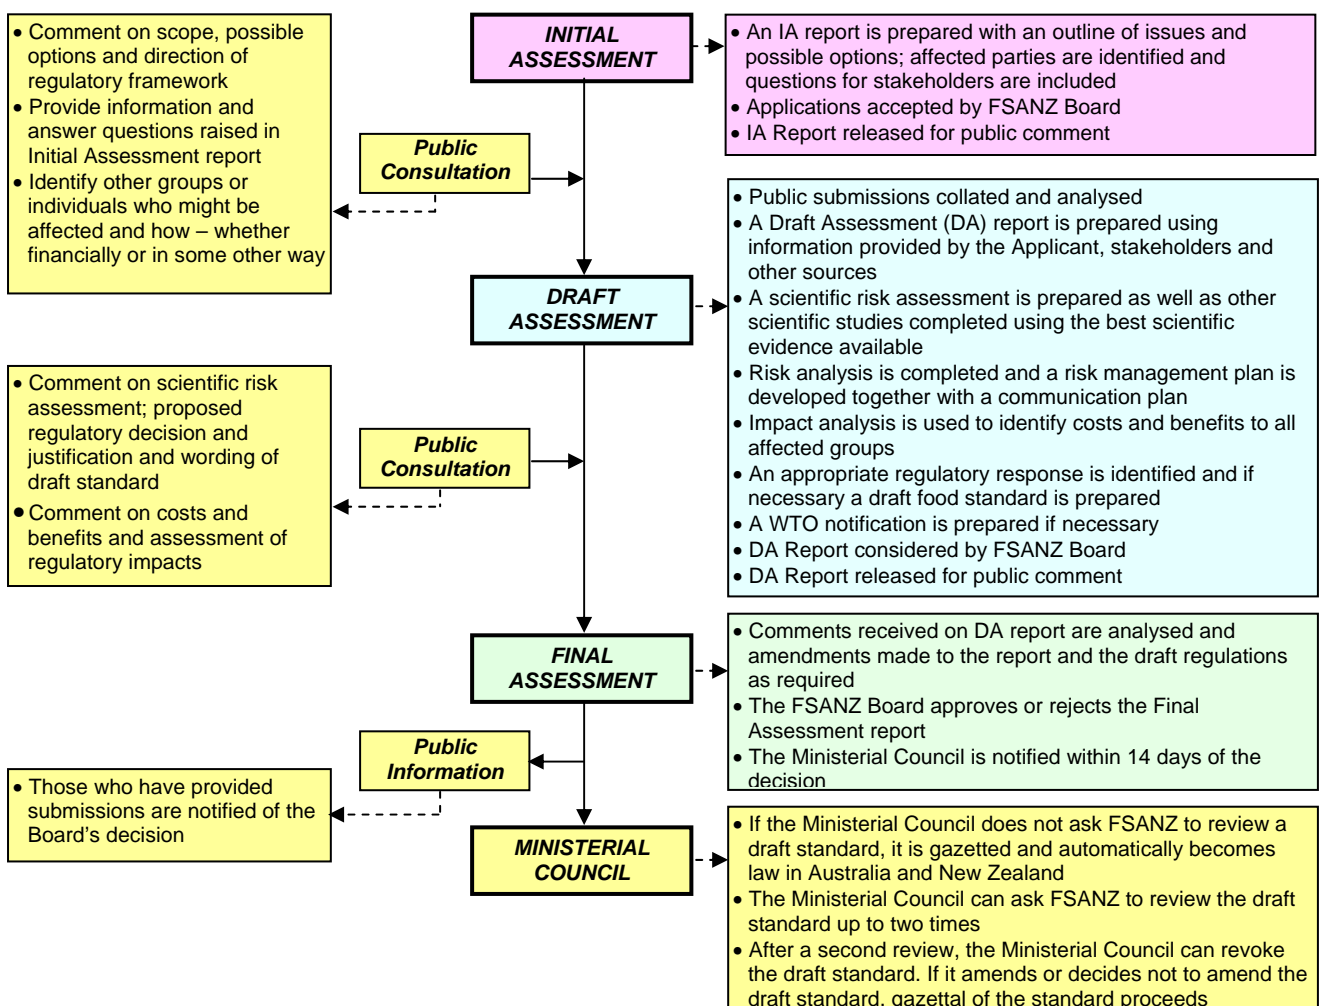 • Comment on scope, possible
options and direction of
regulatory framework
• Provide information and
answer questions raised in
Initial Assessment report
• Identify other groups or
individuals who might be
affected and how – whether
financially or in some other way
INITIAL
ASSESSMENT
• An IA report is prepared with an outline of issues and
possible options; affected parties are identified and
questions for stakeholders are included
• Applications accepted by FSANZ Board
• IA Report released for public comment
Public
Consultation
DRAFT
ASSESSMENT
• Public submissions collated and analysed
• A Draft Assessment (DA) report is prepared using
information provided by the Applicant, stakeholders and
other sources
• A scientific risk assessment is prepared as well as other
scientific studies completed using the best scientific
evidence available
• Risk analysis is completed and a risk management plan is
developed together with a communication plan
• Impact analysis is used to identify costs and benefits to all
affected groups
• An appropriate regulatory response is identified and if
necessary a draft food standard is prepared
• A WTO notification is prepared if necessary
• DA Report considered by FSANZ Board
• DA Report released for public comment
• Comment on scientific risk
assessment; proposed
regulatory decision and
justification and wording of
draft standard
• Comment on costs and
benefits and assessment of
regulatory impacts
Public
Consultation
FINAL
ASSESSMENT
• Comments received on DA report are analysed and
amendments made to the report and the draft regulations
as required
• The FSANZ Board approves or rejects the Final
Assessment report
• The Ministerial Council is notified within 14 days of the
decision
Public
Information
• Those who have provided
submissions are notified of the
Board's decision
MINISTERIAL
COUNCIL
• If the Ministerial Council does not ask FSANZ to review a
draft standard, it is gazetted and automatically becomes
law in Australia and New Zealand
• The Ministerial Council can ask FSANZ to review the draft
standard up to two times
• After a second review, the Ministerial Council can revoke
the draft standard. If it amends or decides not to amend the
draft standard, gazettal of the standard proceeds